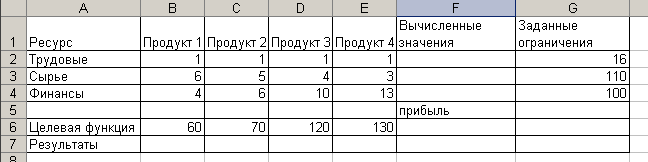 A B C D E F G
1 Ресурс Продукт 1 Продукт 2 Продукт 3 Продукт 4 Вычисленные значения Заданные ограничения
2 Трудовые 1 1 1 1 16
3 Сырье 6 5 4 3 110
4 Финансы 4 6 10 13 100
5 прибыль
6 Целевая функция 60 70 120 130
7 Результаты
8